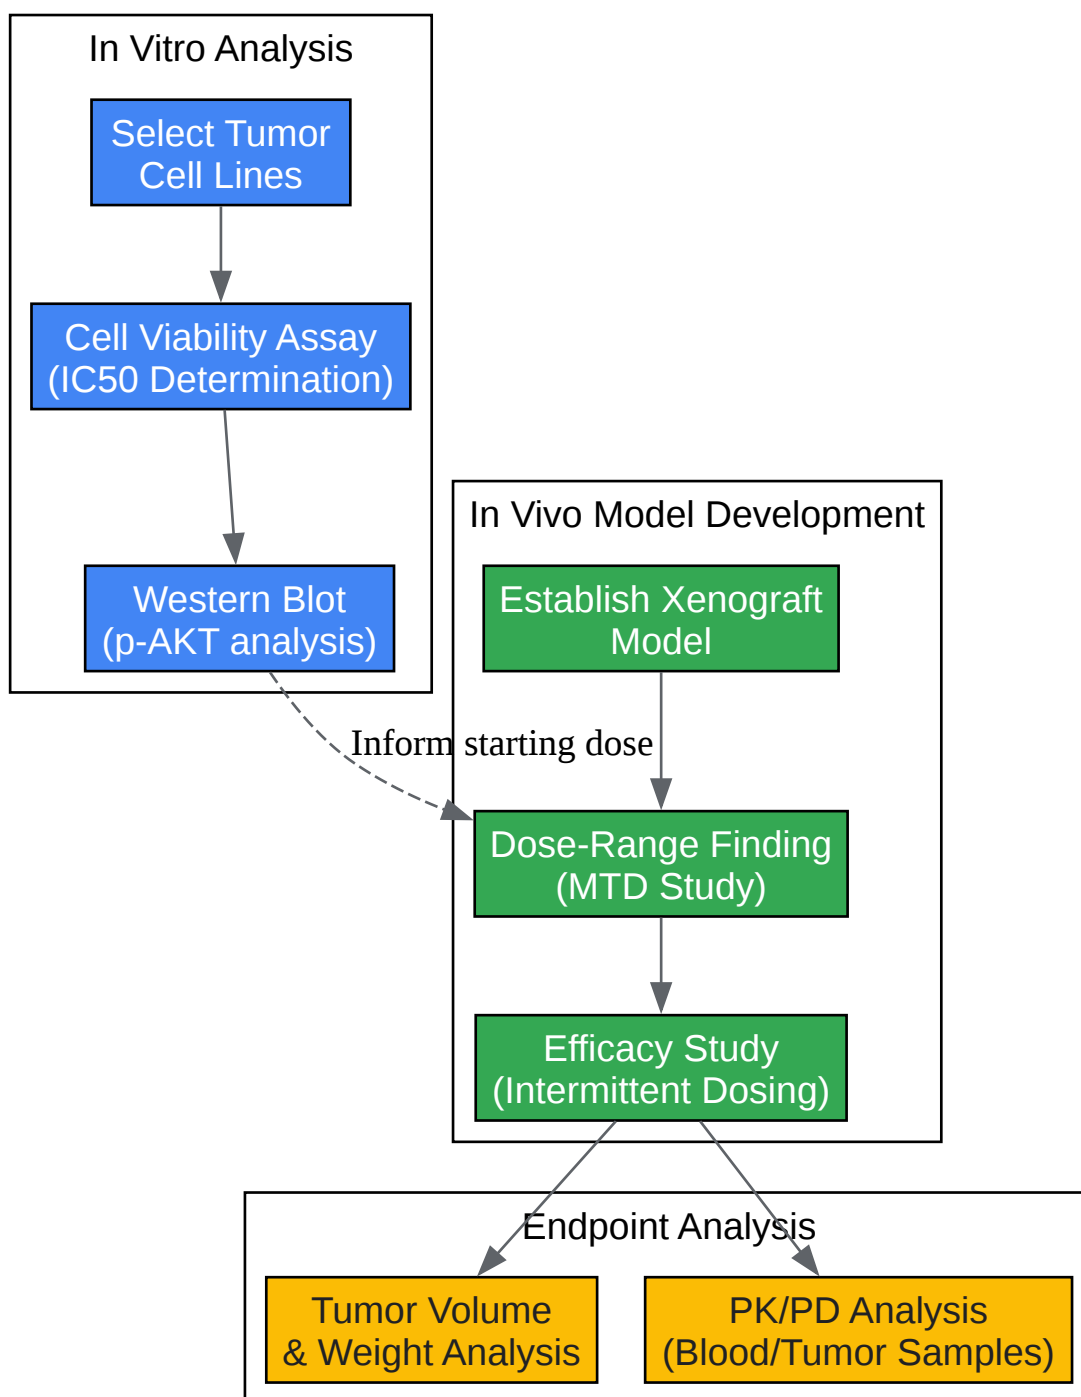 In Vitro Analysis
Select Tumor
Cell Lines
Cell Viability Assay
(IC50 Determination)
Western Blot
(p-AKT analysis)
In Vivo Model Development
Establish Xenograft
Model
Inform starting dose
Dose-Range Finding
(MTD Study)
Efficacy Study
(Intermittent Dosing)
Endpoint Analysis
Tumor Volume
& Weight Analysis
PK/PD Analysis
(Blood/Tumor Samples)